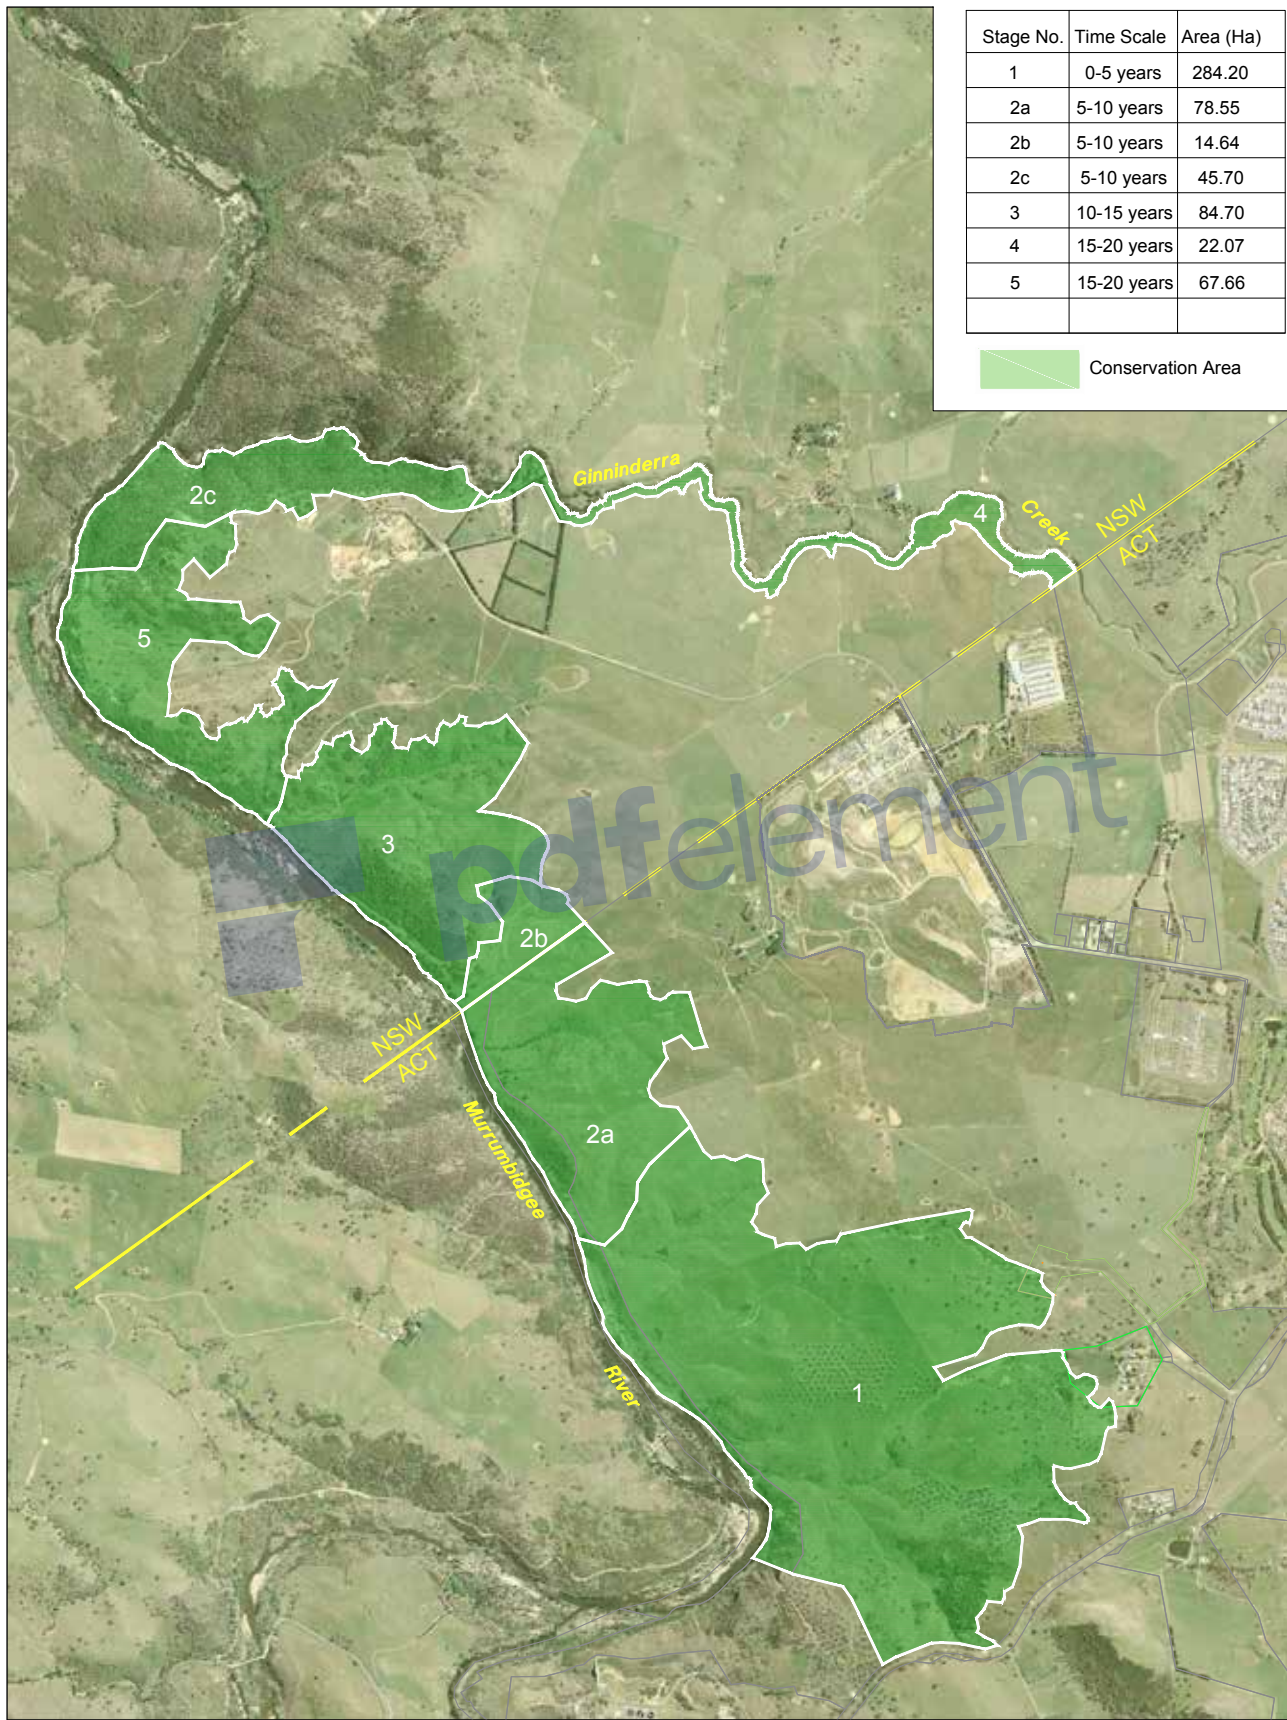 Stage No. Time Scale Area (Ha)
1 0-5 years 284.20
2a 5-10 years 78.55
2b 5-10 years 14.64
2c 5-10 years 45.70
3 10-15 years 84.70
4 15-20 years 22.07
5 15-20 years 67.66
Conservation Area
Ginninderra
Creek
NSW
ACT
2c
4
5
3
2b
pdfelement
NSW
ACT
2a
Murrumbidgee
River
1